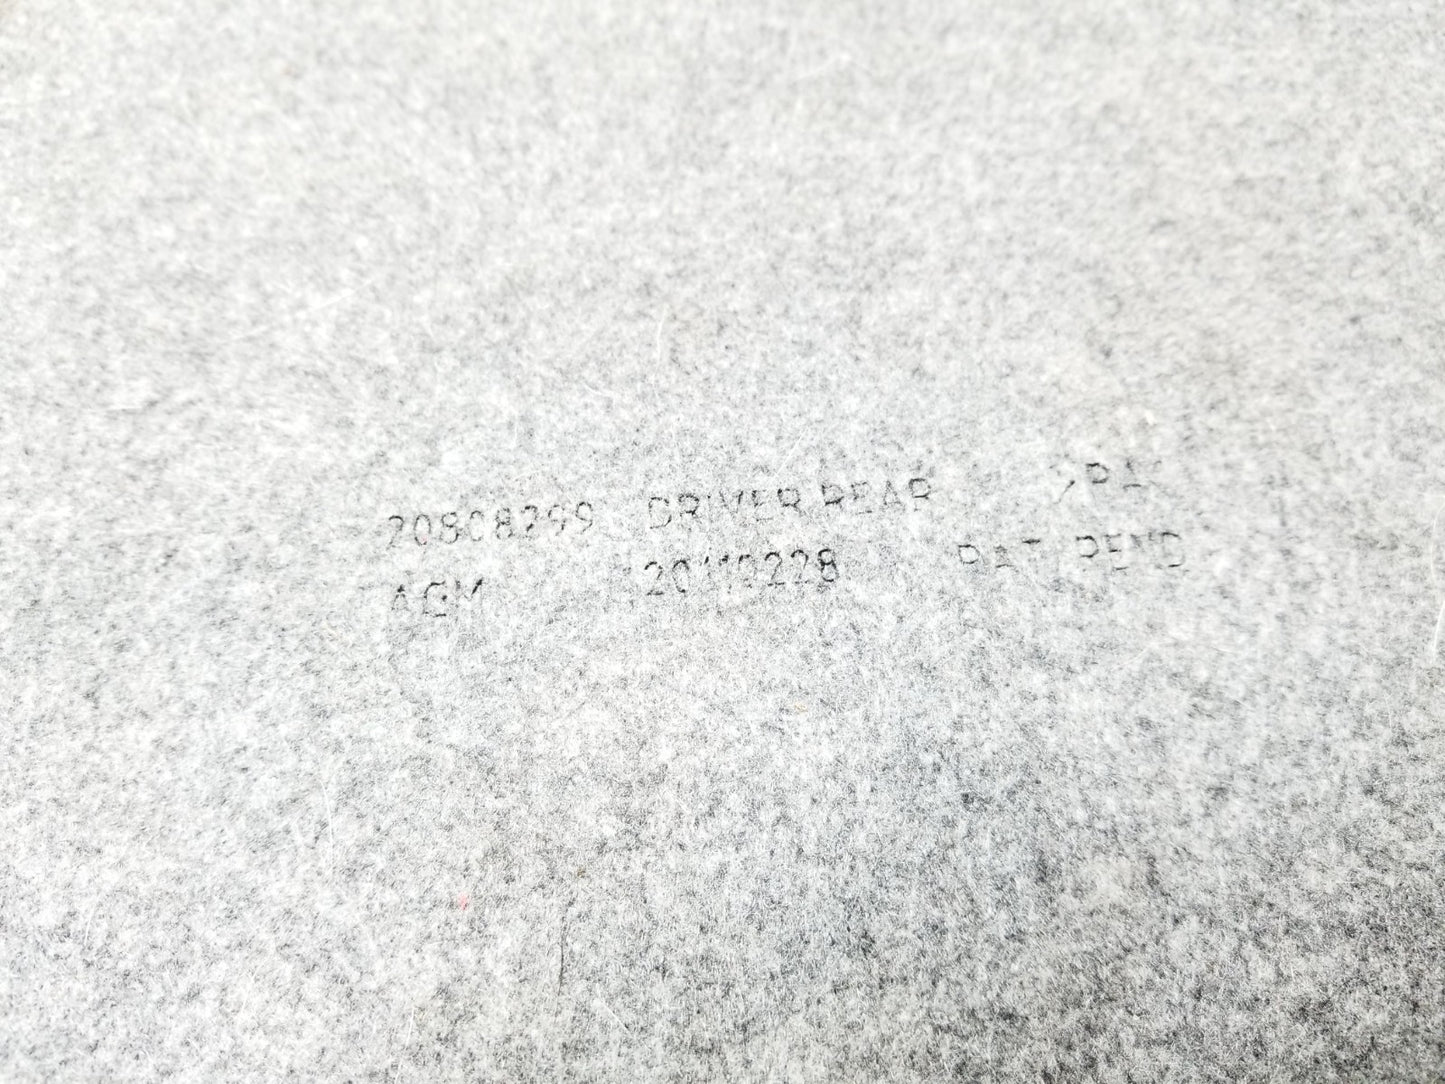 20808299 DRIVER REAR
AGM 20110228 PAT. PEND